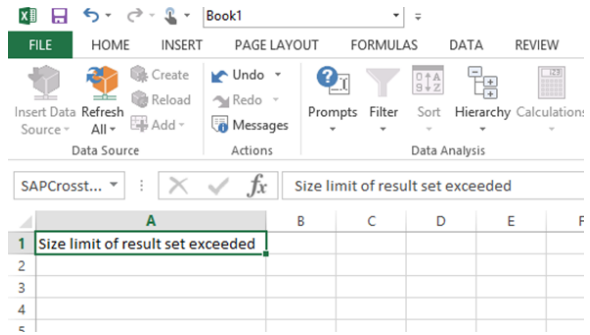 Book1
FILE HOME INSERT PAGE LAYOUT FORMULAS DATA REVIEW
Insert Data Source
Refresh All
Create
Reload
Add
Data Source
Undo
Redo
Messages
Actions
Prompts
Filter
Sort
Hierarchy
Calculations
Data Analysis
SAPCrosst... fx Size limit of result set exceeded
A B C D E F
1 Size limit of result set exceeded
2
3
4
5